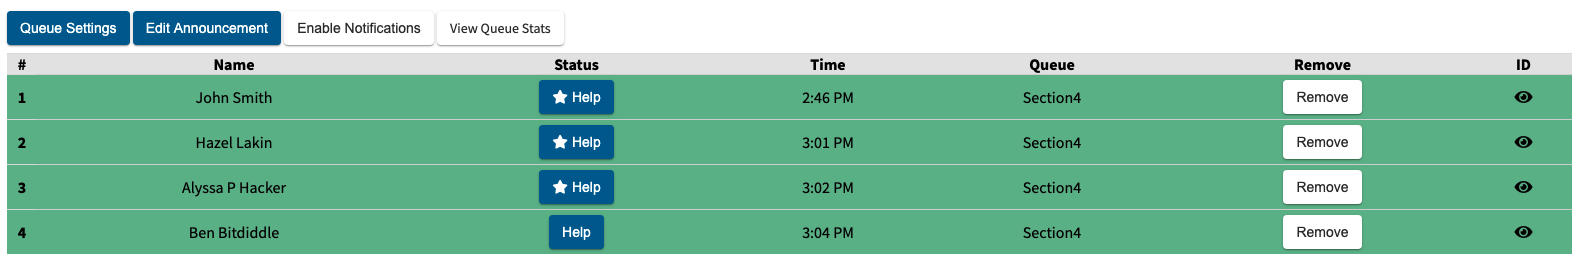 Queue Settings Edit Announcement Enable Notifications View Queue Stats
# Name Status Time Queue Remove ID
1 John Smith Help 2:46 PM Section4 Remove
2 Hazel Lakin Help 3:01 PM Section4 Remove
3 Alyssa P Hacker Help 3:02 PM Section4 Remove
4 Ben Bitdiddle Help 3:04 PM Section4 Remove